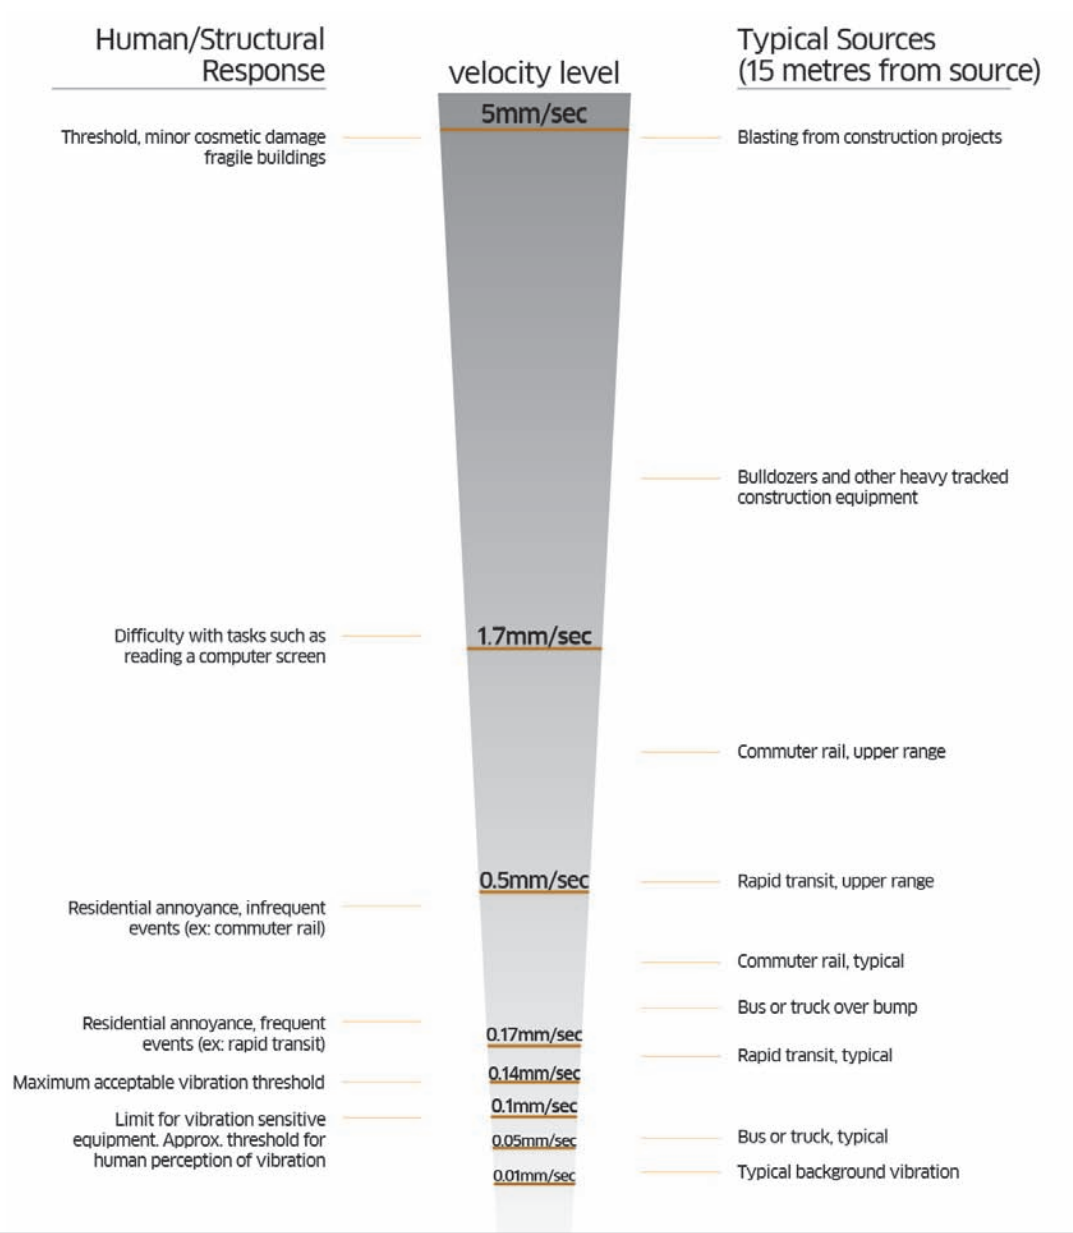 Human/Structural
Response
velocity level
Typical Sources
(15 metres from source)
5mm/sec
Threshold, minor cosmetic damage
fragile buildings
Blasting from construction projects
Bulldozers and other heavy tracked
construction equipment
Difficulty with tasks such as
reading a computer screen
1.7mm/sec
Commuter rail, upper range
0.5mm/sec
Rapid transit, upper range
Residential annoyance, infrequent
events (ex: commuter rail)
Commuter rail, typical
Bus or truck over bump
Residential annoyance, frequent
events (ex: rapid transit)
0.17mm/sec
Rapid transit, typical
Maximum acceptable vibration threshold
0.14mm/sec
0.1mm/sec
Limit for vibration sensitive
equipment. Approx. threshold for
human perception of vibration
0.05mm/sec
Bus or truck, typical
0.01mm/sec
Typical background vibration